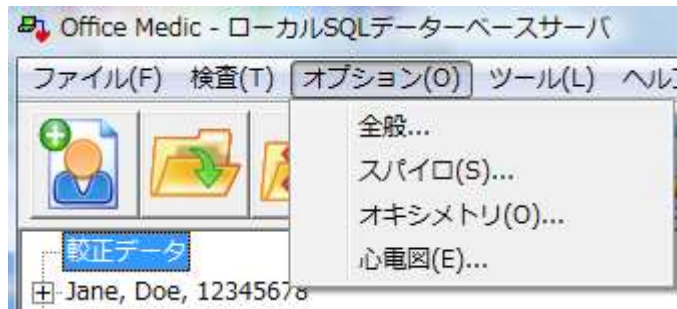 Office Medic - ローカルSQLデーターベースサーバ
ファイル(F) 検査(T) オプション(O) ツール(L) ヘル
全般...
スパイロ(S)...
オキシメトリ(O)...
心電図(E)...
較正データ
Jane, Doe, 12345678